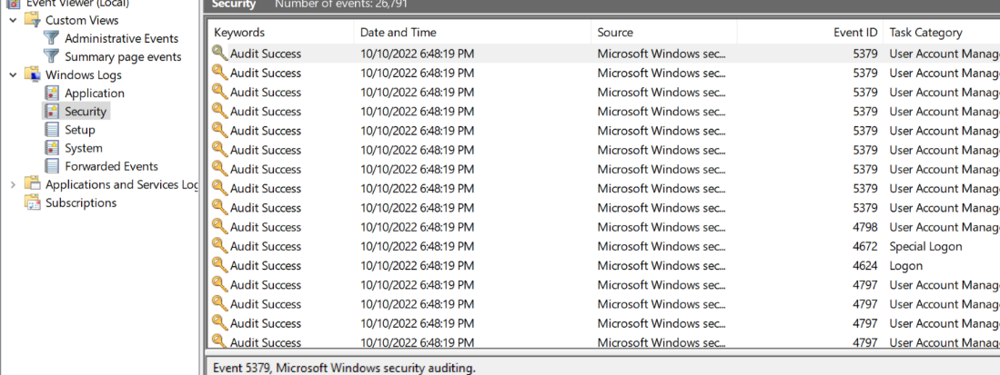 Event Viewer (Local)
Custom Views
Administrative Events
Summary page events
Windows Logs
Application
Security
Setup
System
Forwarded Events
Applications and Services Log
Subscriptions
Security Number of events: 26,791
Keywords Date and Time Source Event ID Task Category
Audit Success 10/10/2022 6:48:19 PM Microsoft Windows sec... 5379 User Account Manage
Audit Success 10/10/2022 6:48:19 PM Microsoft Windows sec... 5379 User Account Manag
Audit Success 10/10/2022 6:48:19 PM Microsoft Windows sec... 5379 User Account Manag
Audit Success 10/10/2022 6:48:19 PM Microsoft Windows sec... 5379 User Account Manag
Audit Success 10/10/2022 6:48:19 PM Microsoft Windows sec... 5379 User Account Manag
Audit Success 10/10/2022 6:48:19 PM Microsoft Windows sec... 5379 User Account Manag
Audit Success 10/10/2022 6:48:19 PM Microsoft Windows sec... 5379 User Account Manag
Audit Success 10/10/2022 6:48:19 PM Microsoft Windows sec... 5379 User Account Manag
Audit Success 10/10/2022 6:48:19 PM Microsoft Windows sec... 5379 User Account Manag
Audit Success 10/10/2022 6:48:19 PM Microsoft Windows sec... 4798 User Account Manag
Audit Success 10/10/2022 6:48:19 PM Microsoft Windows sec... 4672 Special Logon
Audit Success 10/10/2022 6:48:19 PM Microsoft Windows sec... 4624 Logon
Audit Success 10/10/2022 6:48:19 PM Microsoft Windows sec... 4797 User Account Manag
Audit Success 10/10/2022 6:48:19 PM Microsoft Windows sec... 4797 User Account Manag
Audit Success 10/10/2022 6:48:19 PM Microsoft Windows sec... 4797 User Account Manag
Audit Success 10/10/2022 6:48:19 PM Microsoft Windows sec... 4797 User Account Manag
Event 5379, Microsoft Windows security auditing.